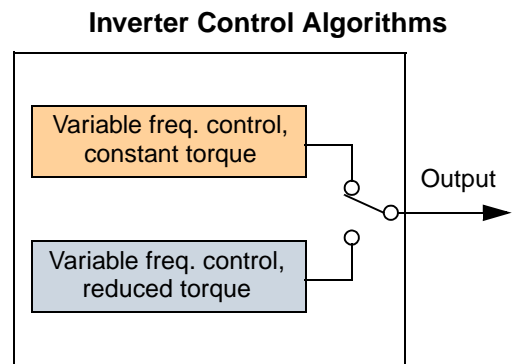 Inverter Control Algorithms
Variable freq. control,
constant torque
Output
Variable freq. control,
reduced torque